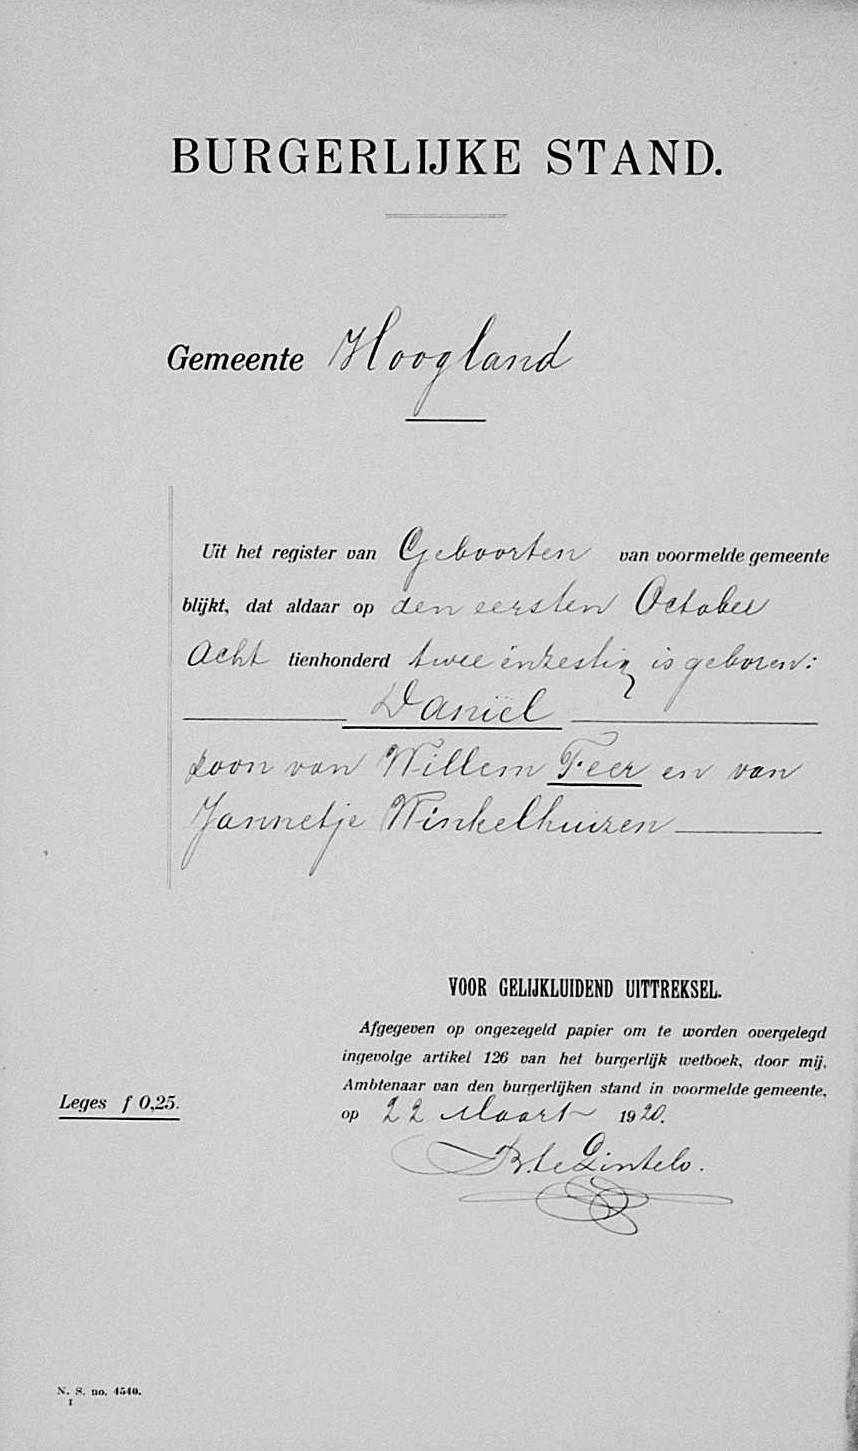 BURGERLIJKE STAND.
Gemeente Hoogland
Uit het register van Geboorten van voormelde gemeente
blijkt, dat aldaar op den eersten October
Acht tienhonderd twee ënzestig is geboren:
Daniël
zoon van Willem Feer en van
Jannetje Winkelhuizen
VOOR GELIJKLUIDEND UITTREKSEL.
Afgegeven op ongezegeld papier om te worden overgelegd
ingevolge artikel 126 van het burgerlijk wetboek, door mij,
Ambtenaar van den burgerlijken stand in voormelde gemeente,
Leges f 0,25.
op 22 Maart 1920.
N. S. no. 4540.
1